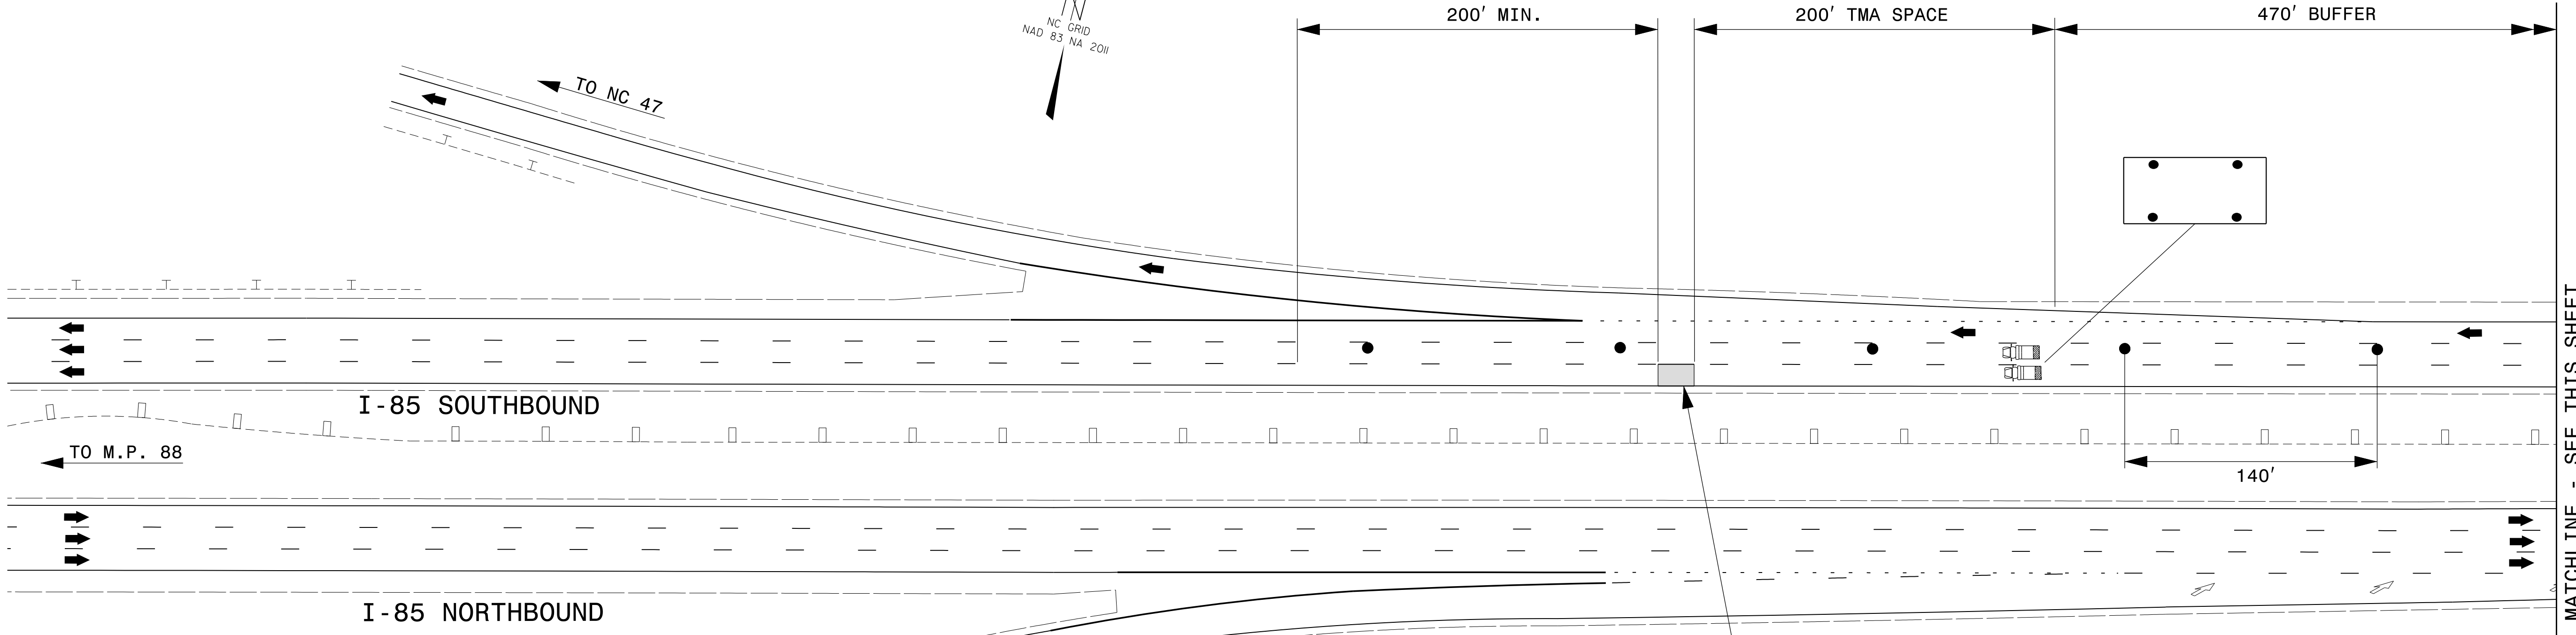 200' MIN.
200' TMA SPACE
470' BUFFER
NC GRID
NAD 83 NA 2011
TO NC 47
I-85 SOUTHBOUND
TO M.P. 88
140'
I-85 NORTHBOUND
MATCHLINE - SEE THIS SHEET